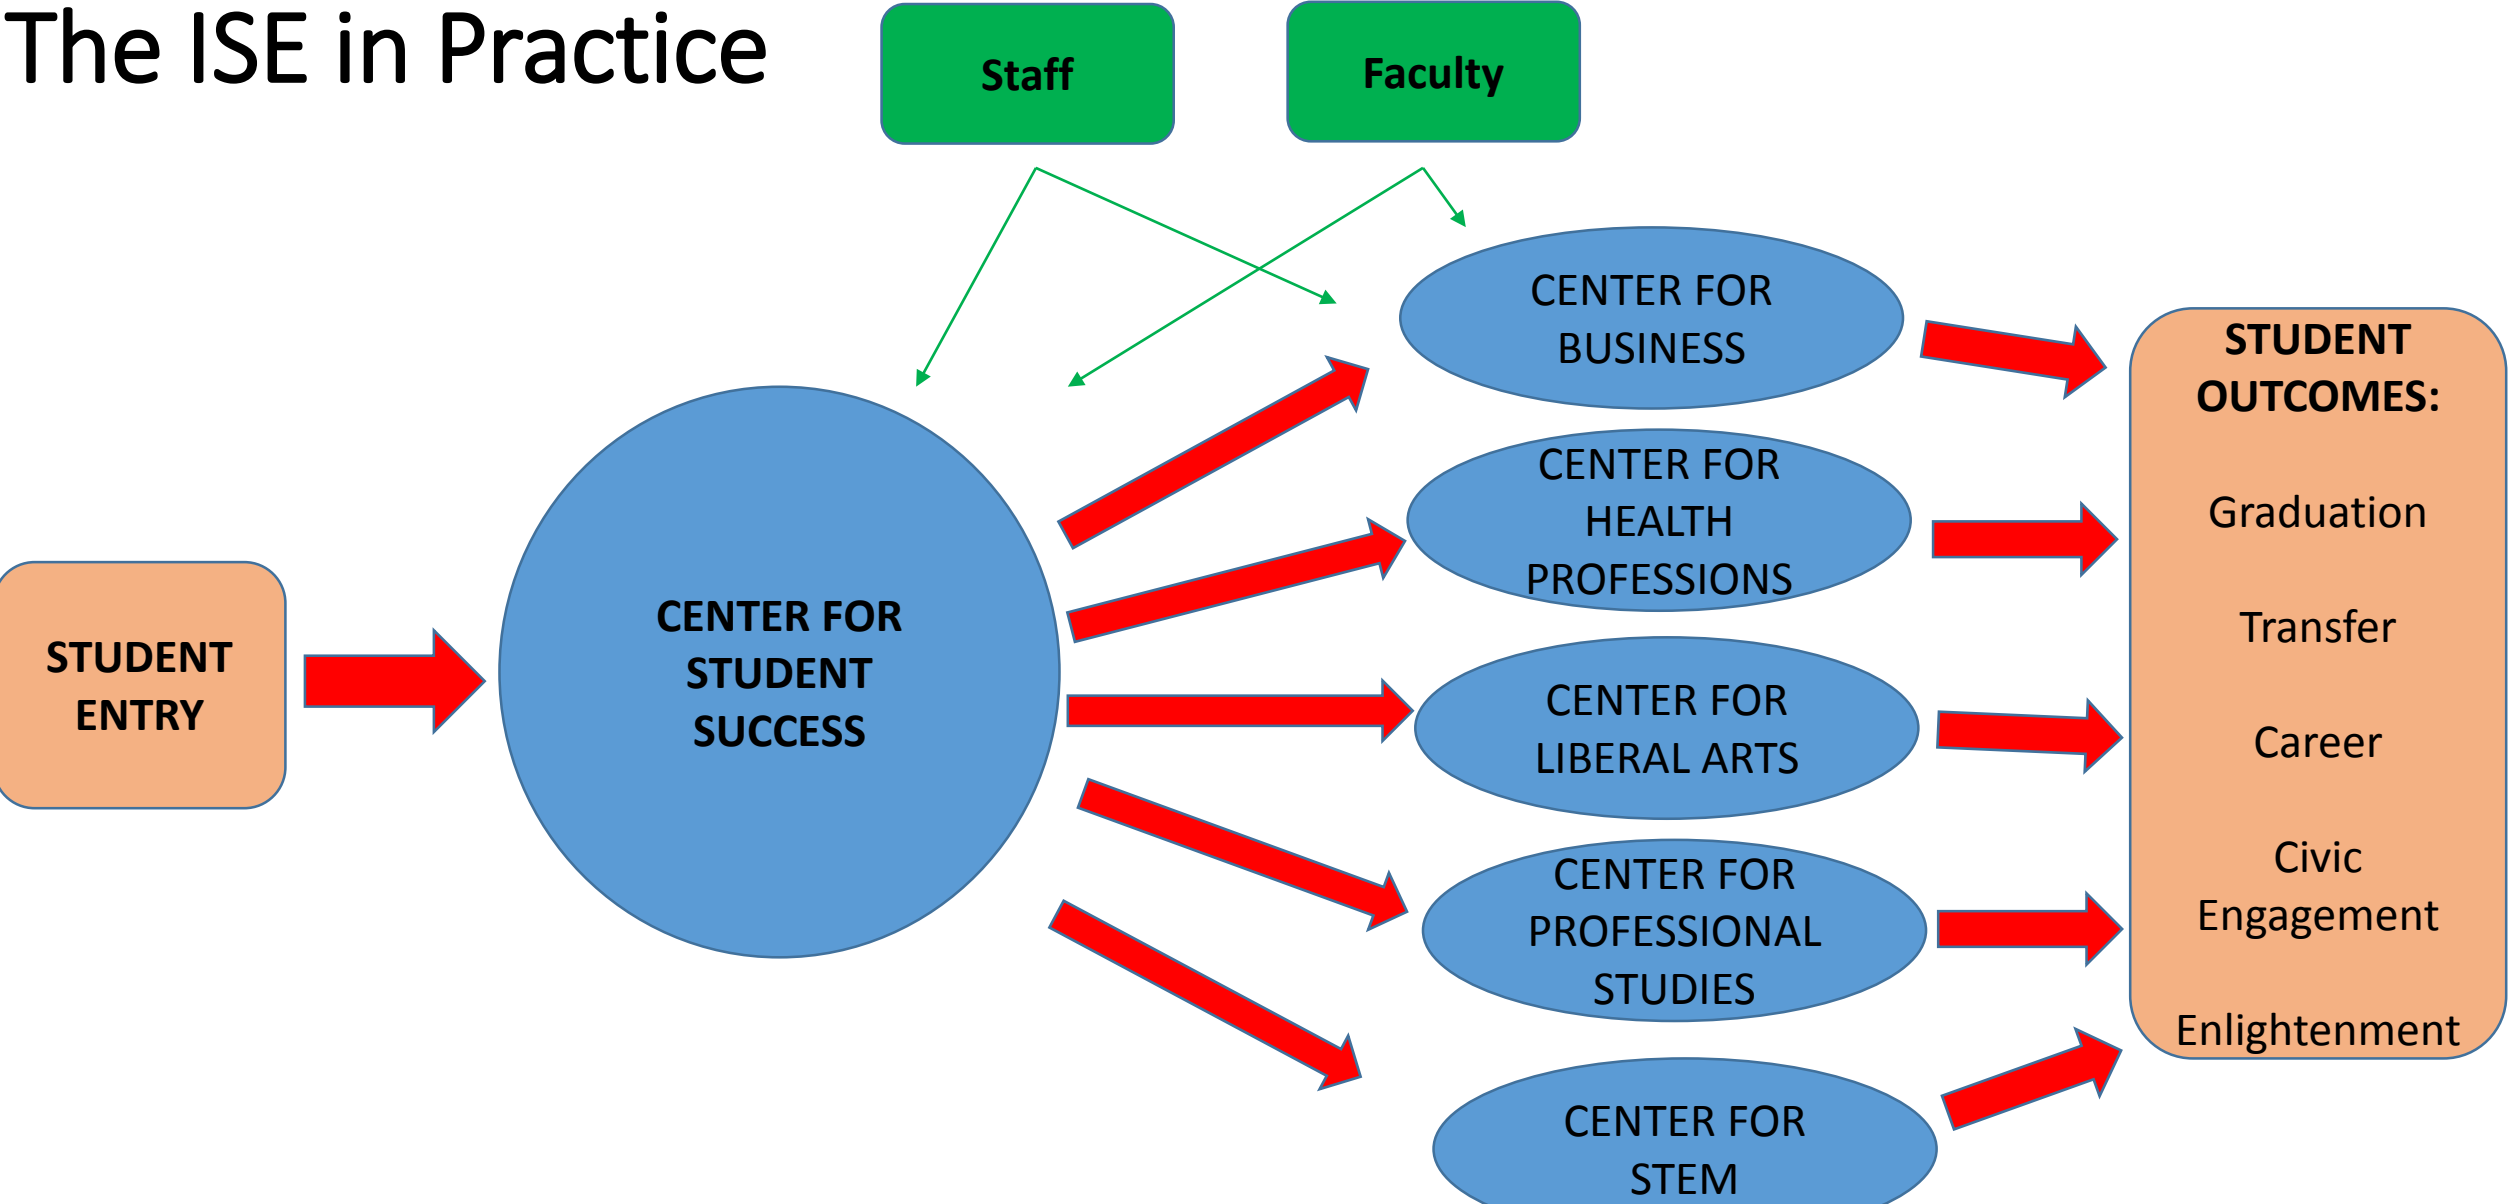 The ISE in Practice
Staff
Faculty
STUDENT
ENTRY
CENTER FOR
STUDENT
SUCCESS
CENTER FOR
BUSINESS
CENTER FOR
HEALTH
PROFESSIONS
CENTER FOR
LIBERAL ARTS
CENTER FOR
PROFESSIONAL
STUDIES
CENTER FOR
STEM
STUDENT
OUTCOMES:
Graduation
Transfer
Career
Civic
Engagement
Enlightenment